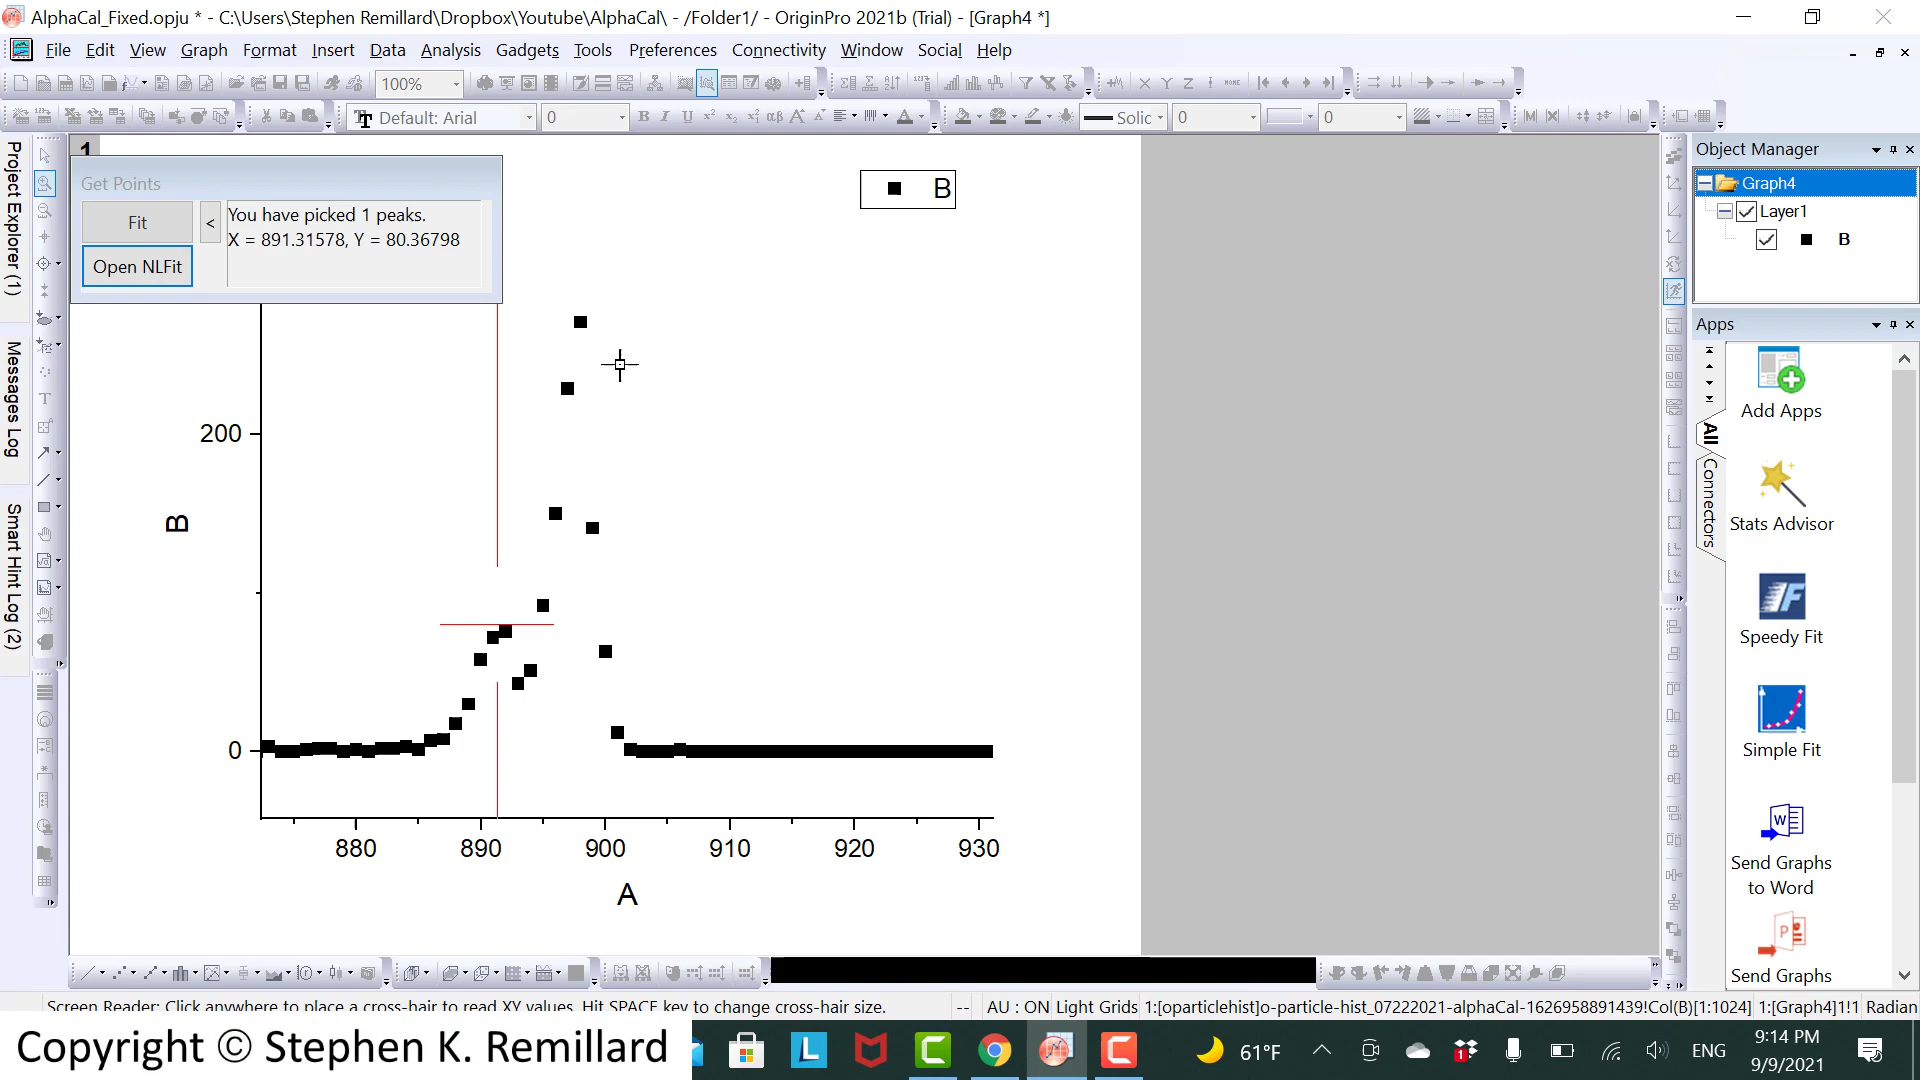 AlphaCal_Fixed.opju * - C:\Users\Stephen Remillard\Dropbox\Youtube\AlphaCal\ - /Folder1/ - OriginPro 2021b (Trial) - [Graph4 *]
File Edit View Graph Format Insert Data Analysis Gadgets Tools Preferences Connectivity Window Social Help
100%
Default: Arial 0 B I U Solic 0 0
Project Explorer (1)
Messages Log
Smart Hint Log (2)
1
Get Points
Fit
<
You have picked 1 peaks.
X = 891.31578, Y = 80.36798
Open NLFit
B
200
0
B
880 890 900 910 920 930
A
Object Manager
Graph4
Layer1
B
Apps
All
Connectors
Add Apps
Stats Advisor
Speedy Fit
Simple Fit
Send Graphs
to Word
Send Graphs
Screen Reader: Click anywhere to place a cross-hair to read XY values. Hit SPACE key to change cross-hair size.
-- AU : ON Light Grids 1:[oparticlehist]o-particle-hist_07222021-alphaCal-1626958891439!Col(B)[1:1024] 1:[Graph4]1!1 Radian
Copyright © Stephen K. Remillard
61°F
ENG
9:14 PM
9/9/2021